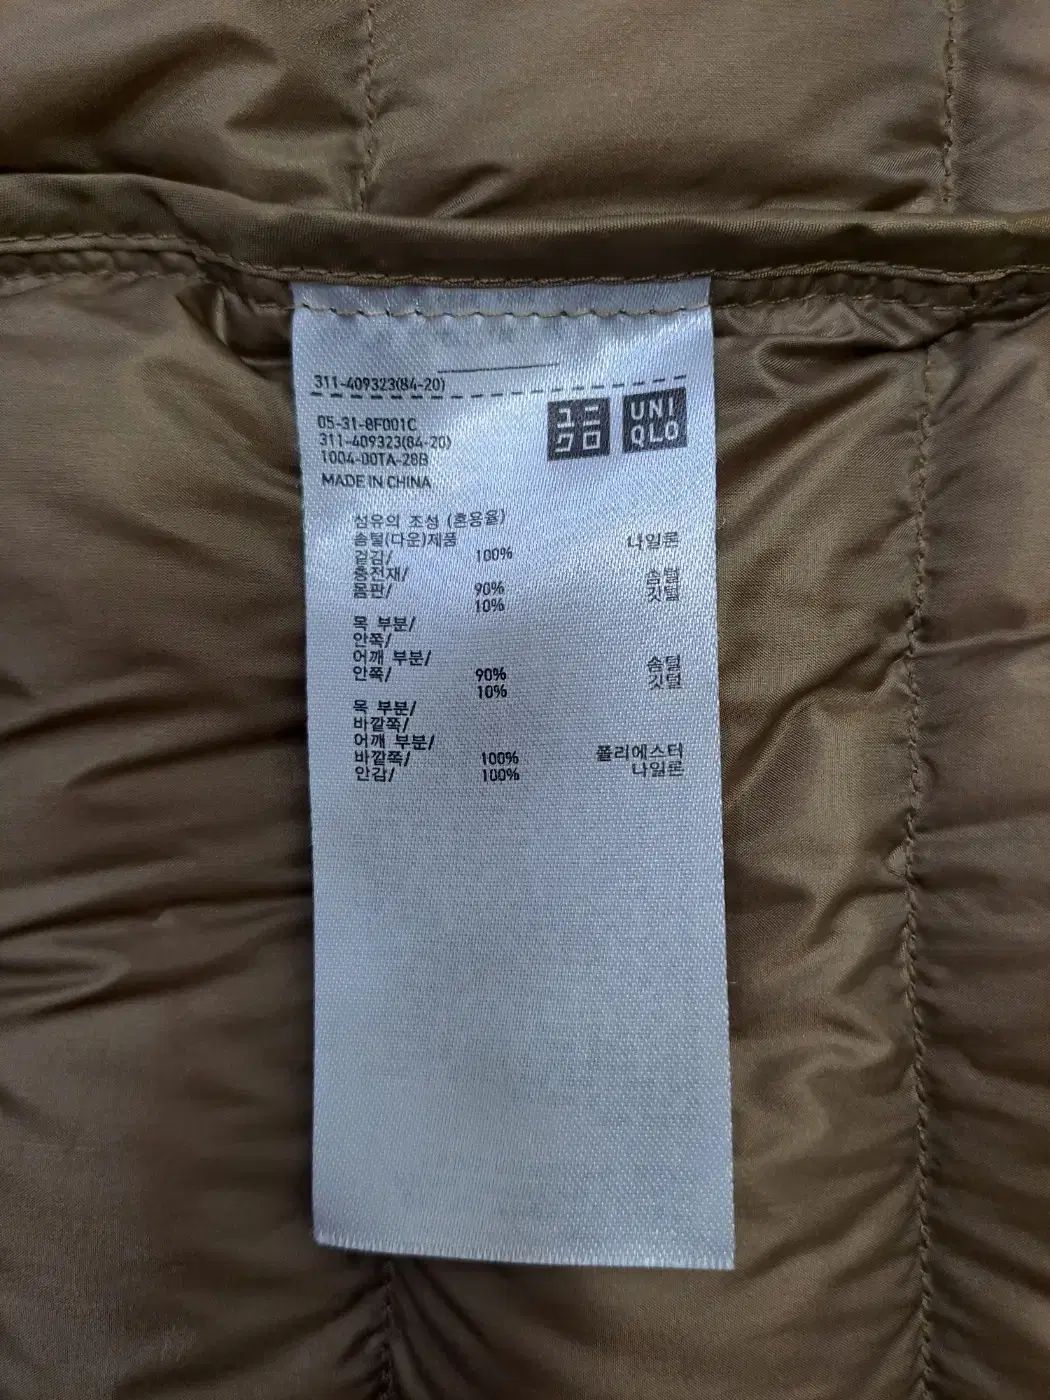 311-409323(84-20)
05-31-8F001C
311-409323(84-20)
1004-00TA-28B
MADE IN CHINA
ユニ
クロ
UNI
QLO
섬유의 조성 (혼용율)
솜털(다운)제품
겉감/ 100% 나일론
충전재/
몸판/ 90% 솜털
10% 깃털
목 부분/
안쪽/
어깨 부분/
안쪽/ 90% 솜털
10% 깃털
목 부분/
바깥쪽/
어깨 부분/
바깥쪽/ 100% 폴리에스터
안감/ 100% 나일론